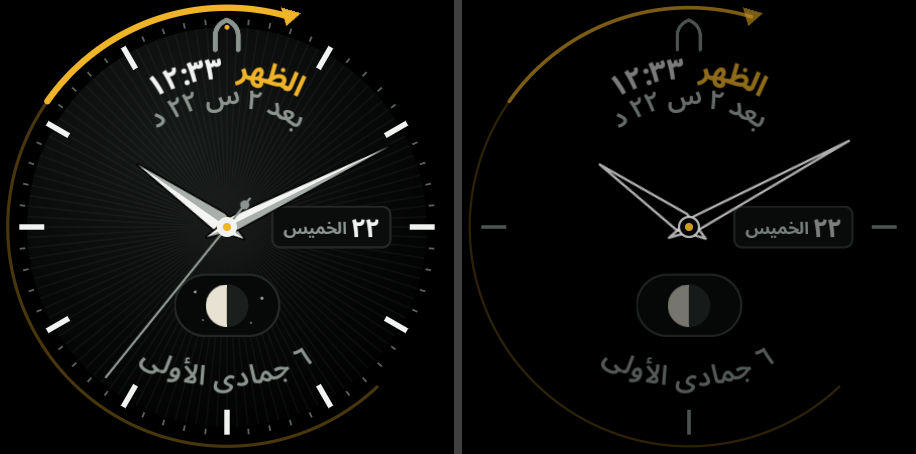 الظهر ١٢:٣٣
بعد ٢ س ٢٢ د
٢٢ الخميس
٦ جمادى الأولى
الظهر ١٢:٣٣
بعد ٢ س ٢٢ د
٢٢ الخميس
٦ جمادى الأولى